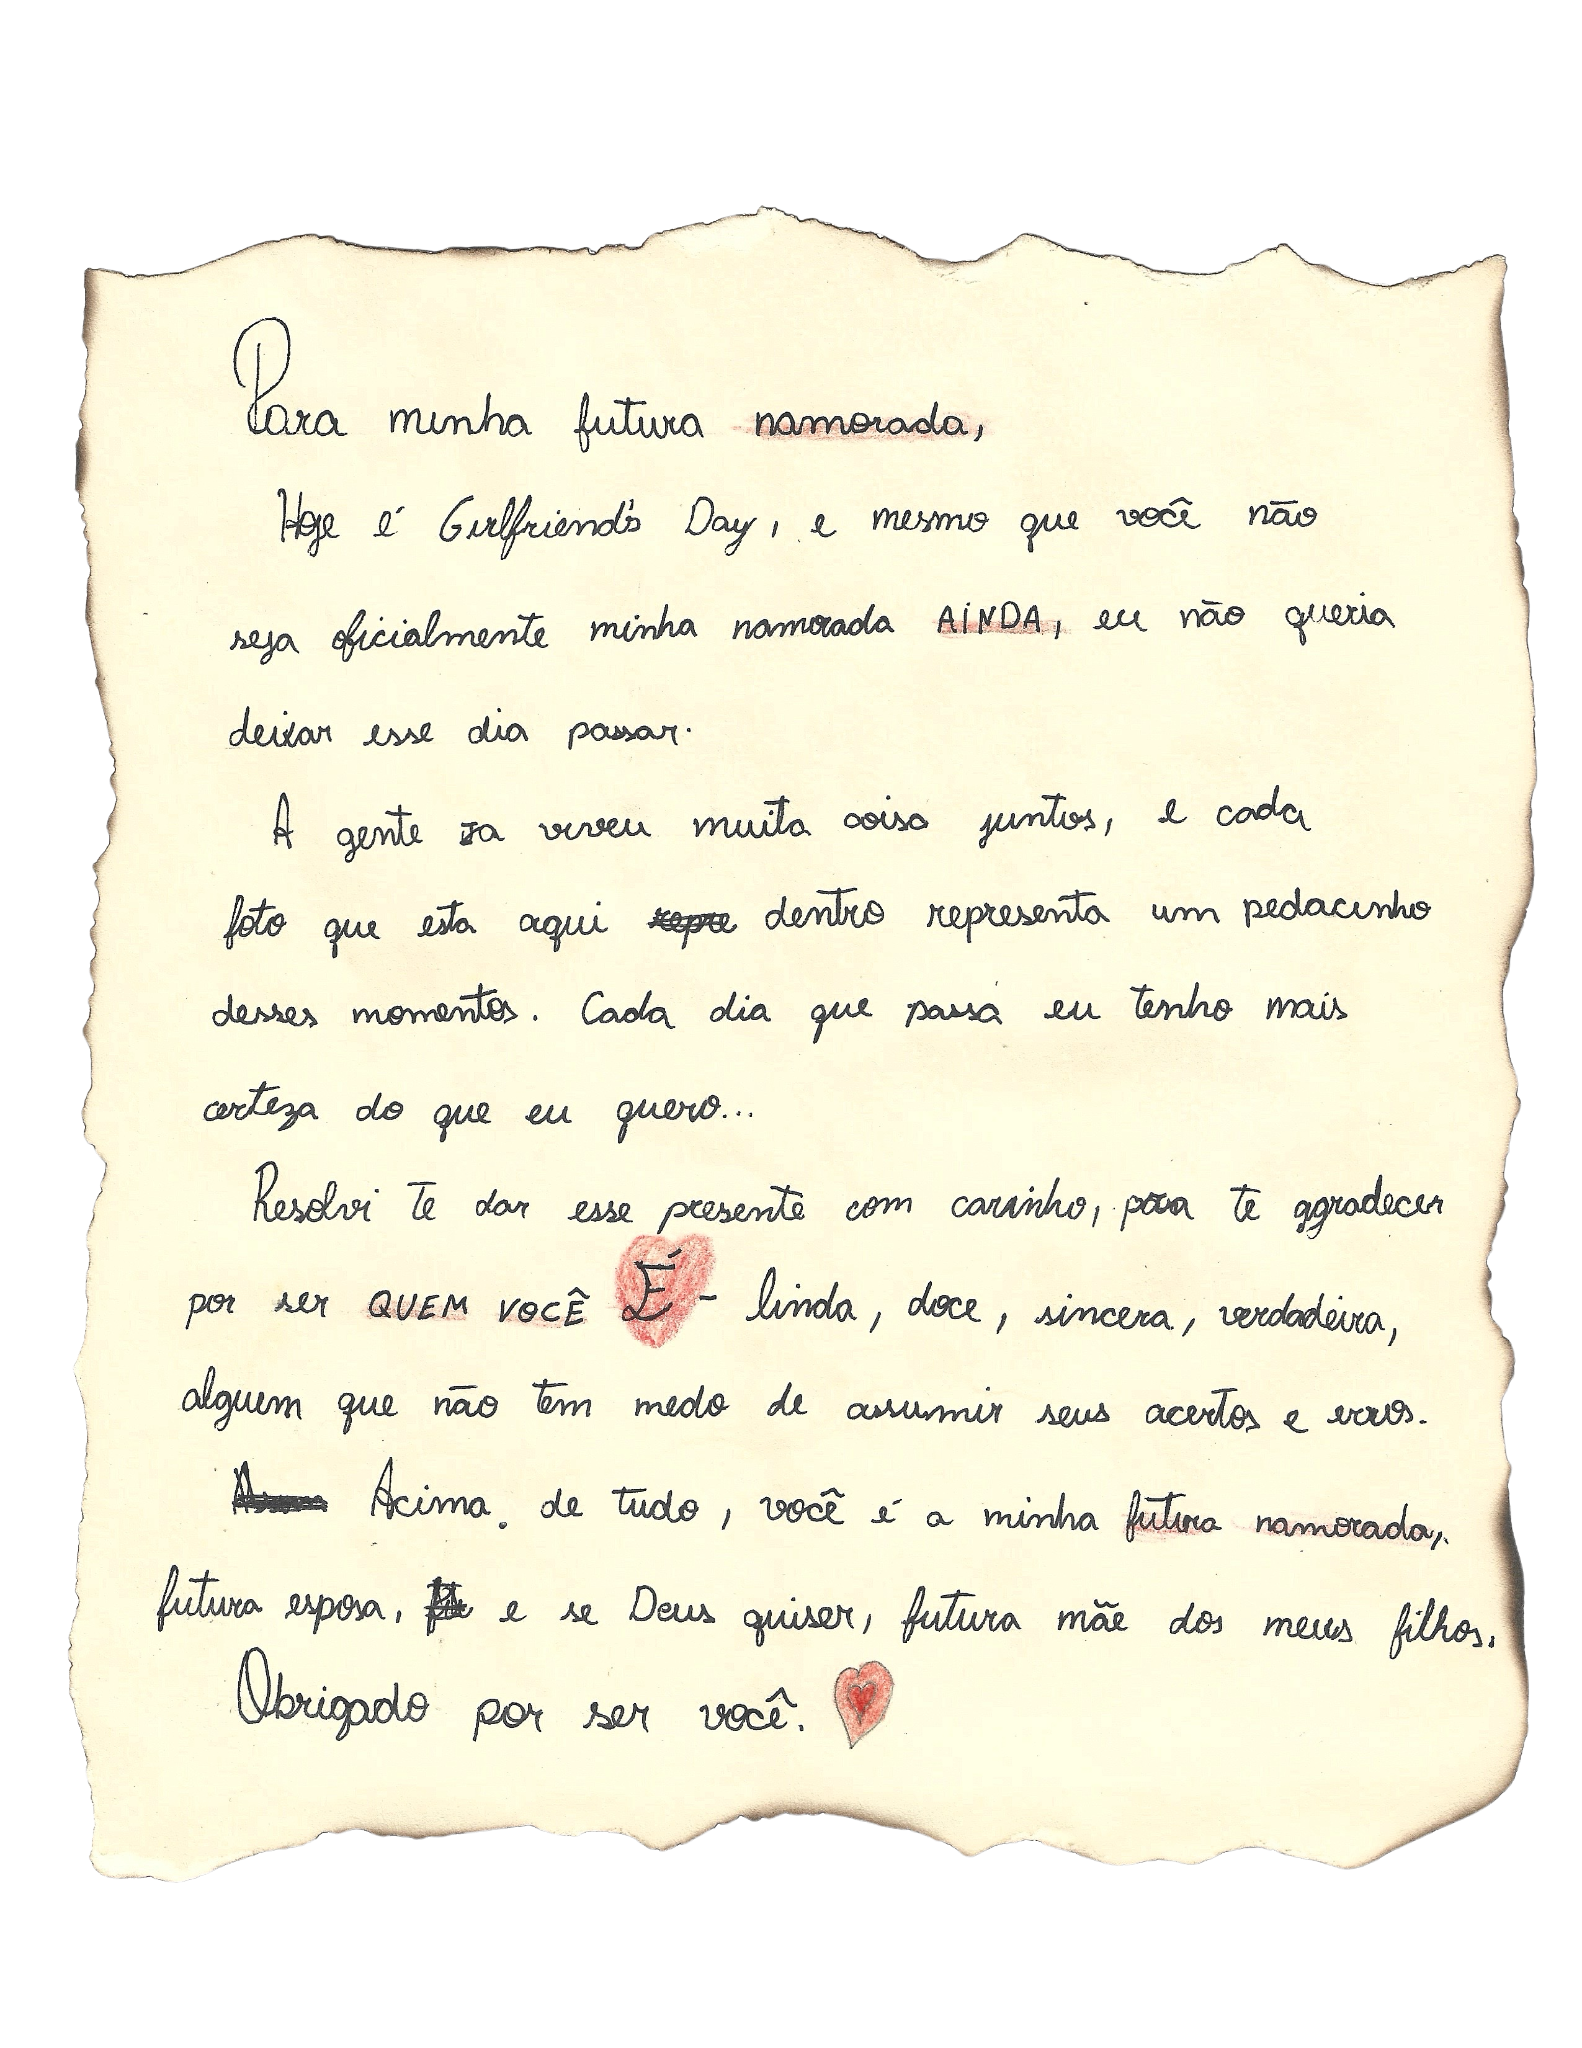 Para minha futura namorada,
Hoje é Girlfriend's Day, e mesmo que você não
seja oficialmente minha namorada AINDA, eu não queria
deixar esse dia passar.
A gente ja viveu muita coisa juntos, e cada
foto que esta aqui dentro representa um pedacinho
desses momentos. Cada dia que passa eu tenho mais
certeza do que eu quero...
Resolvi te dar esse presente com carinho, para te agradecer
por ser QUEM VOCÊ É - linda, doce, sincera, verdadeira,
alguem que não tem medo de assumir seus acertos e erros.
Acima de tudo, você é a minha futura namorada,
futura esposa, e se Deus quiser, futura mãe dos meus filhos.
Obrigado por ser você.